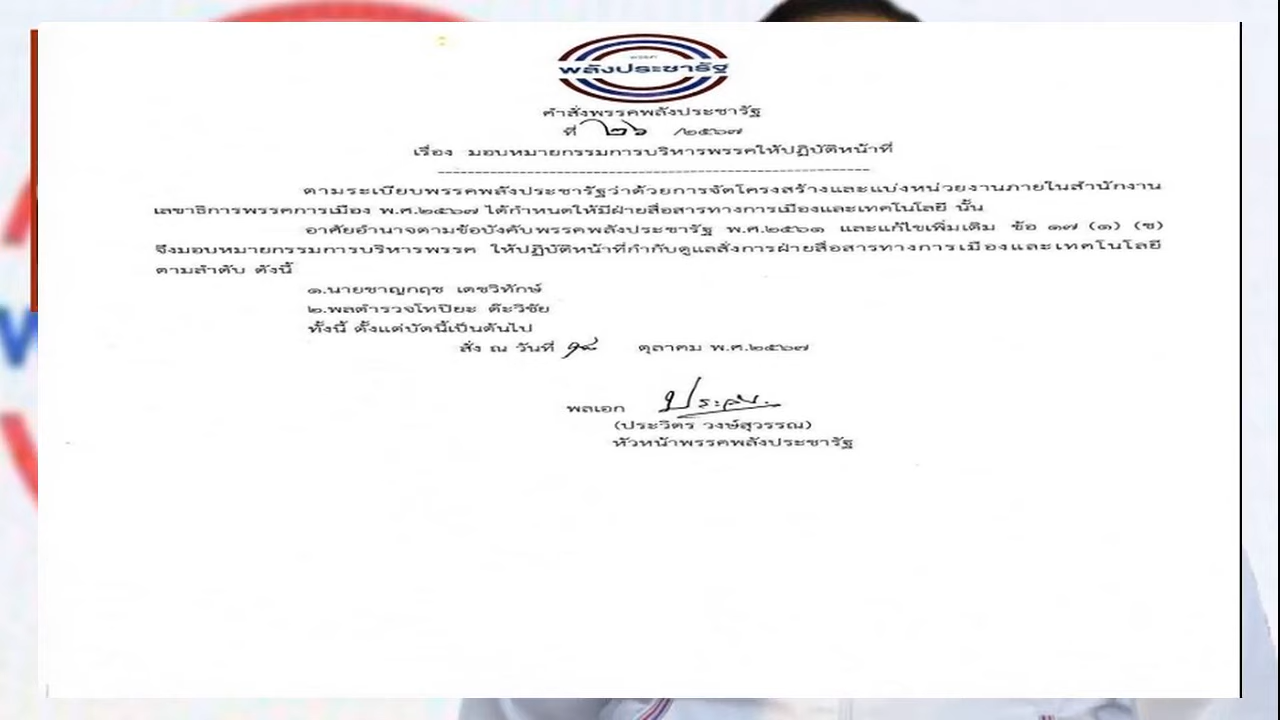 พรรค
พลังประชารัฐ
คำสั่งพรรคพลังประชารัฐ
ที่ ๒๖ /๒๕๖๗
เรื่อง มอบหมายกรรมการบริหารพรรคให้ปฏิบัติหน้าที่
ตามระเบียบพรรคพลังประชารัฐว่าด้วยการจัดโครงสร้างและแบ่งหน่วยงานภายในสำนักงาน
เลขาธิการพรรคการเมือง พ.ศ.๒๕๖๗ ได้กำหนดให้มีฝ่ายสื่อสารทางการเมืองและเทคโนโลยี นั้น
อาศัยอำนาจตามข้อบังคับพรรคพลังประชารัฐ พ.ศ.๒๕๖๑ และแก้ไขเพิ่มเติม ข้อ ๑๗ (๑) (ช)
จึงมอบหมายกรรมการบริหารพรรค ให้ปฏิบัติหน้าที่กำกับดูแลสั่งการฝ่ายสื่อสารทางการเมืองและเทคโนโลยี
ตามลำดับ ดังนี้
๑.นายชาญกฤช เดชวิทักษ์
๒.พลตำรวจโทปิยะ ต๊ะวิชัย
ทั้งนี้ ตั้งแต่บัดนี้เป็นต้นไป
สั่ง ณ วันที่ ๑๘ ตุลาคม พ.ศ.๒๕๖๗
พลเอก
(ประวิตร วงษ์สุวรรณ)
หัวหน้าพรรคพลังประชารัฐ